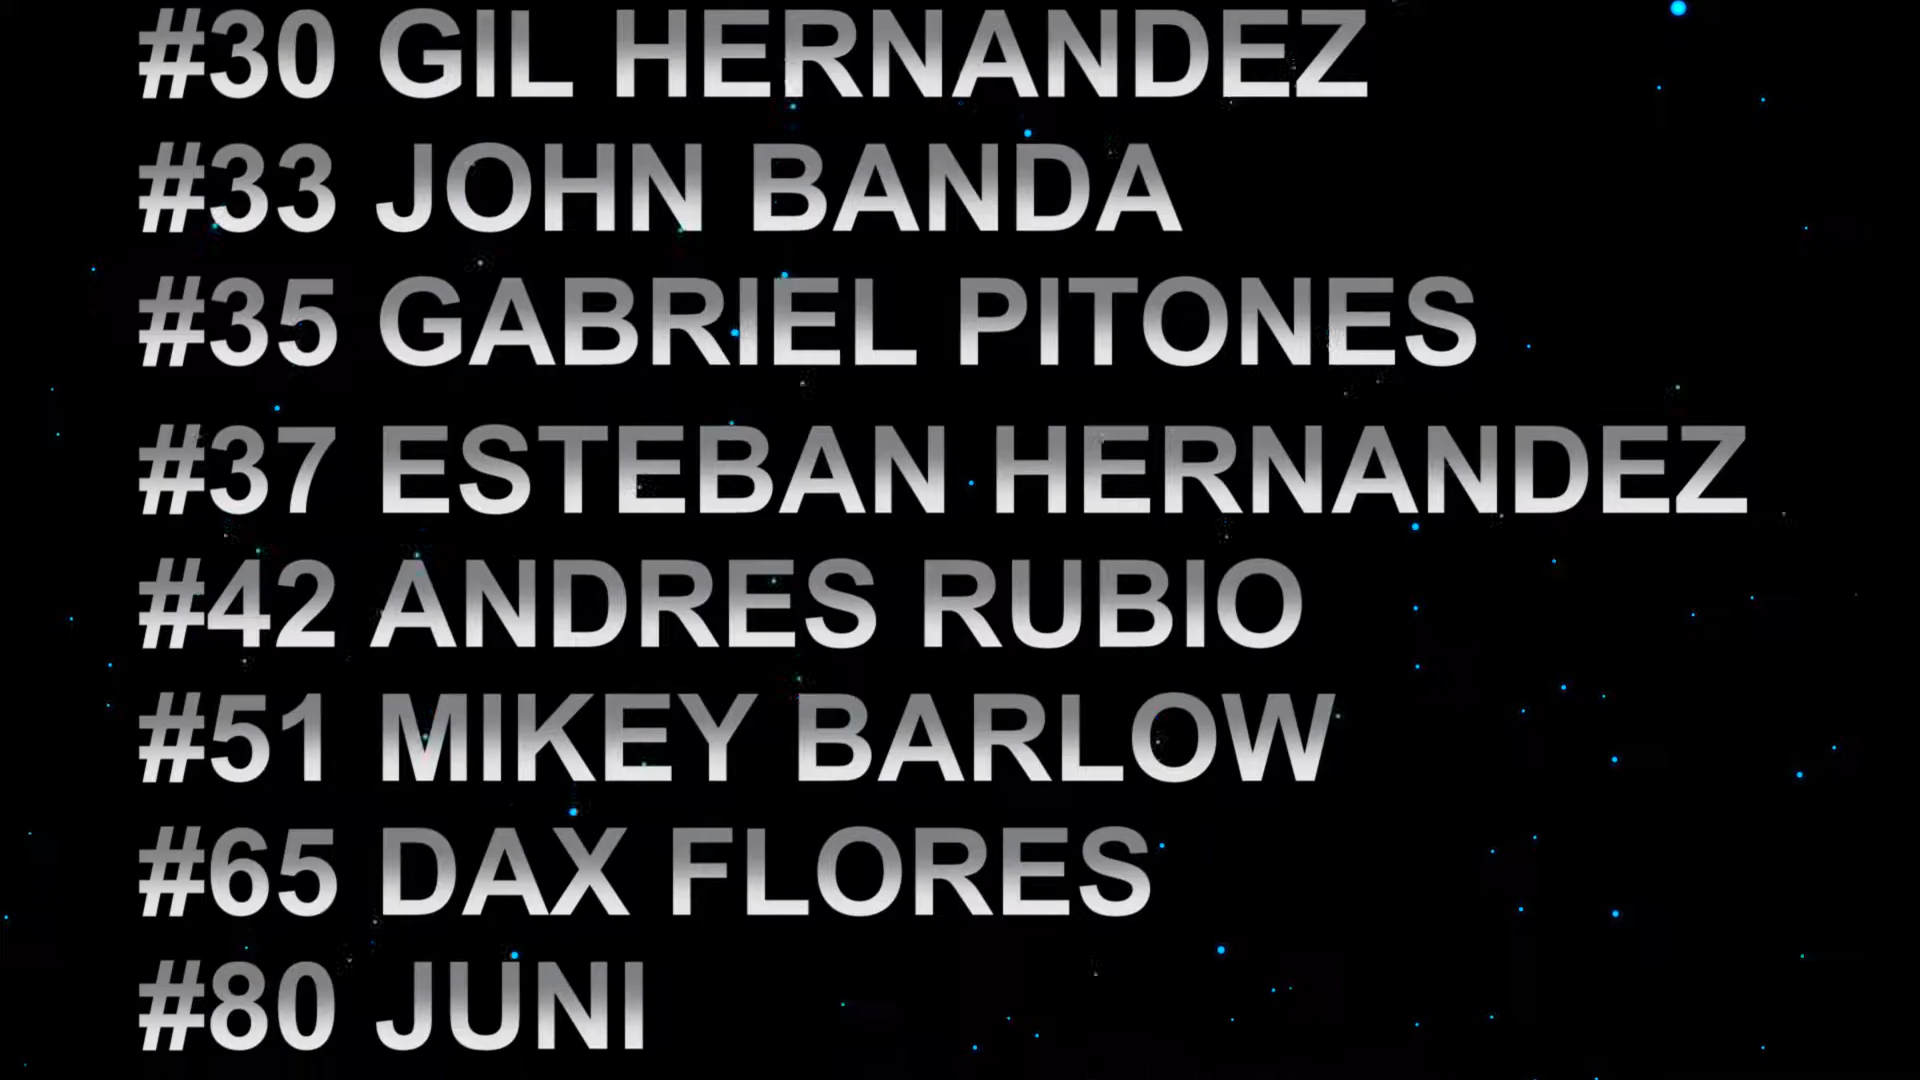 #30 GIL HERNANDEZ
#33 JOHN BANDA
#35 GABRIEL PITONES
#37 ESTEBAN HERNANDEZ
#42 ANDRES RUBIO
#51 MIKEY BARLOW
#65 DAX FLORES
#80 JUNI